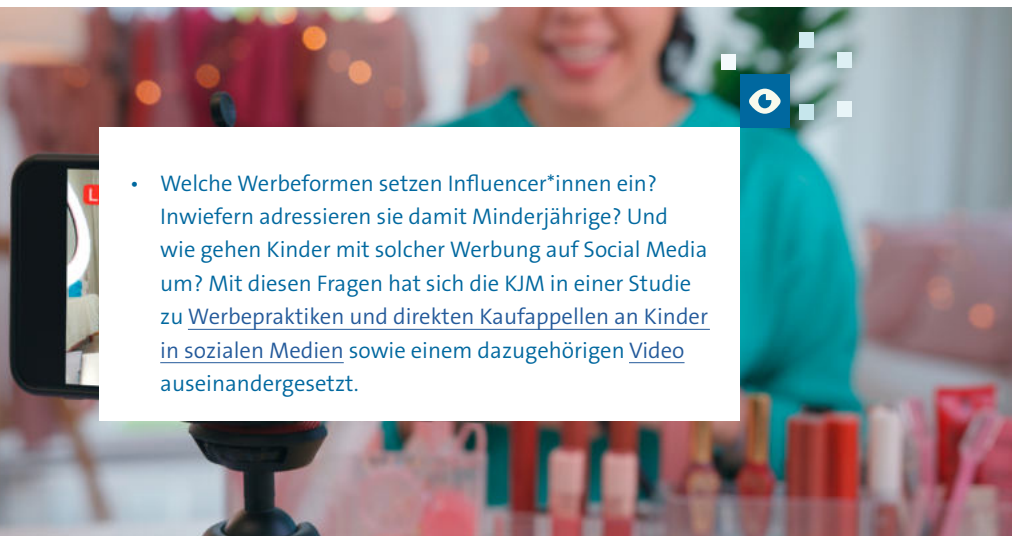 • Welche Werbeformen setzen Influencer*innen ein?
Inwiefern adressieren sie damit Minderjährige? Und
wie gehen Kinder mit solcher Werbung auf Social Media
um? Mit diesen Fragen hat sich die KJM in einer Studie
zu Werbepraktiken und direkten Kaufappellen an Kinder
in sozialen Medien sowie einem dazugehörigen Video
auseinandergesetzt.